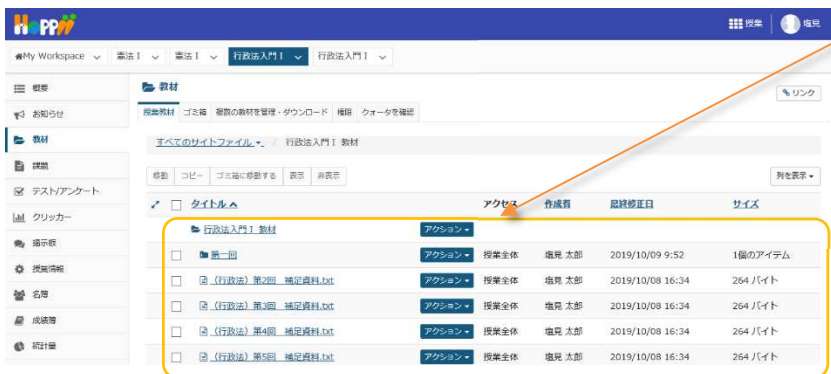 Hoppii
授業 塩見
My Workspace 憲法Ⅰ 憲法Ⅰ 行政法入門Ⅰ 行政法入門Ⅰ
概要
お知らせ
教材
課題
テスト/アンケート
クリッカー
掲示板
授業情報
名簿
成績簿
統計量
教材
リンク
授業教材 ゴミ箱 複数の教材を管理・ダウンロード 権限 クォータを確認
すべてのサイトファイル / 行政法入門Ⅰ 教材
移動 コピー ゴミ箱に移動する 表示 非表示 列を表示
タイトル アクセス 作成者 最終修正日 サイズ
行政法入門Ⅰ 教材 アクション
第一回 アクション 授業全体 塩見 太郎 2019/10/09 9:52 1個のアイテム
(行政法)第2回 補足資料.txt アクション 授業全体 塩見 太郎 2019/10/08 16:34 264 バイト
(行政法)第3回 補足資料.txt アクション 授業全体 塩見 太郎 2019/10/08 16:34 264 バイト
(行政法)第4回 補足資料.txt アクション 授業全体 塩見 太郎 2019/10/08 16:34 264 バイト
(行政法)第5回 補足資料.txt アクション 授業全体 塩見 太郎 2019/10/08 16:34 264 バイト